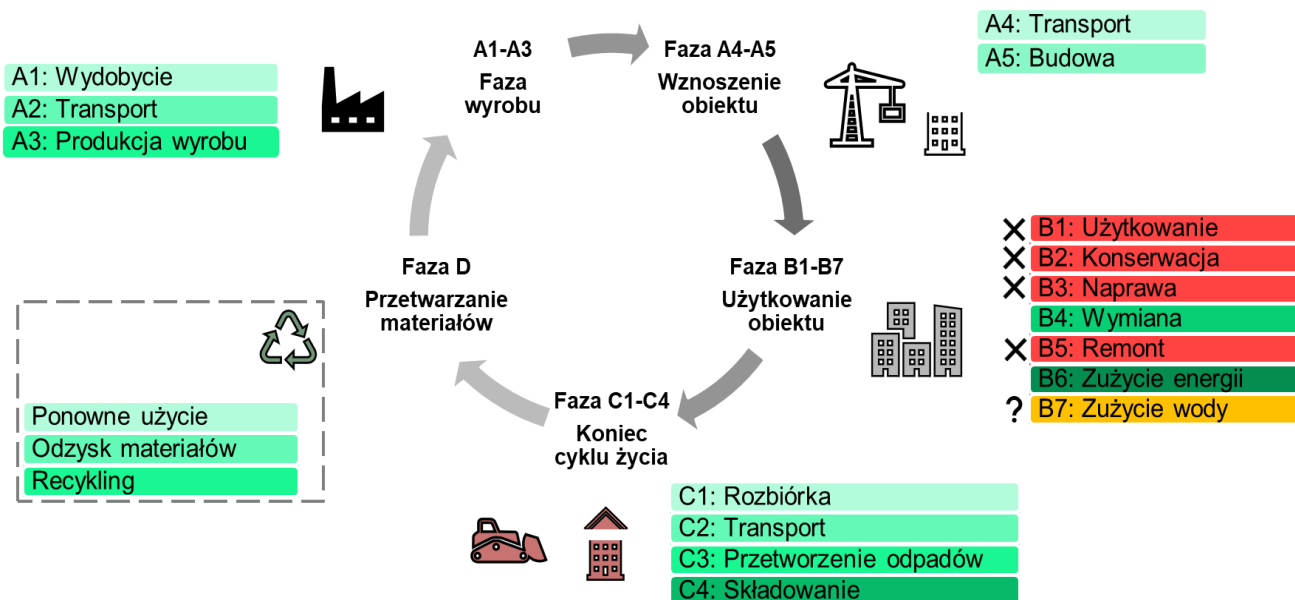 A1-A3
Faza
wyrobu
A1: Wydobycie
A2: Transport
A3: Produkcja wyrobu
Faza A4-A5
Wznoszenie
obiektu
A4: Transport
A5: Budowa
Faza B1-B7
Użytkowanie
obiektu
B1: Użytkowanie
B2: Konserwacja
B3: Naprawa
B4: Wymiana
B5: Remont
B6: Zużycie energii
? B7: Zużycie wody
Faza C1-C4
Koniec
cyklu życia
C1: Rozbiórka
C2: Transport
C3: Przetworzenie odpadów
C4: Składowanie
Faza D
Przetwarzanie
materiałów
Ponowne użycie
Odzysk materiałów
Recykling